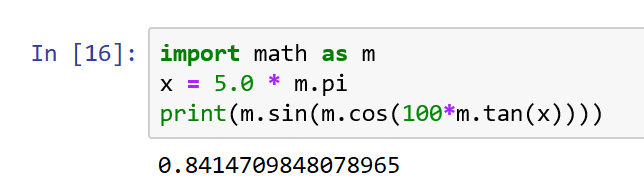 In [16]: import math as m
x = 5.0 * m.pi
print(m.sin(m.cos(100*m.tan(x))))
0.8414709848078965